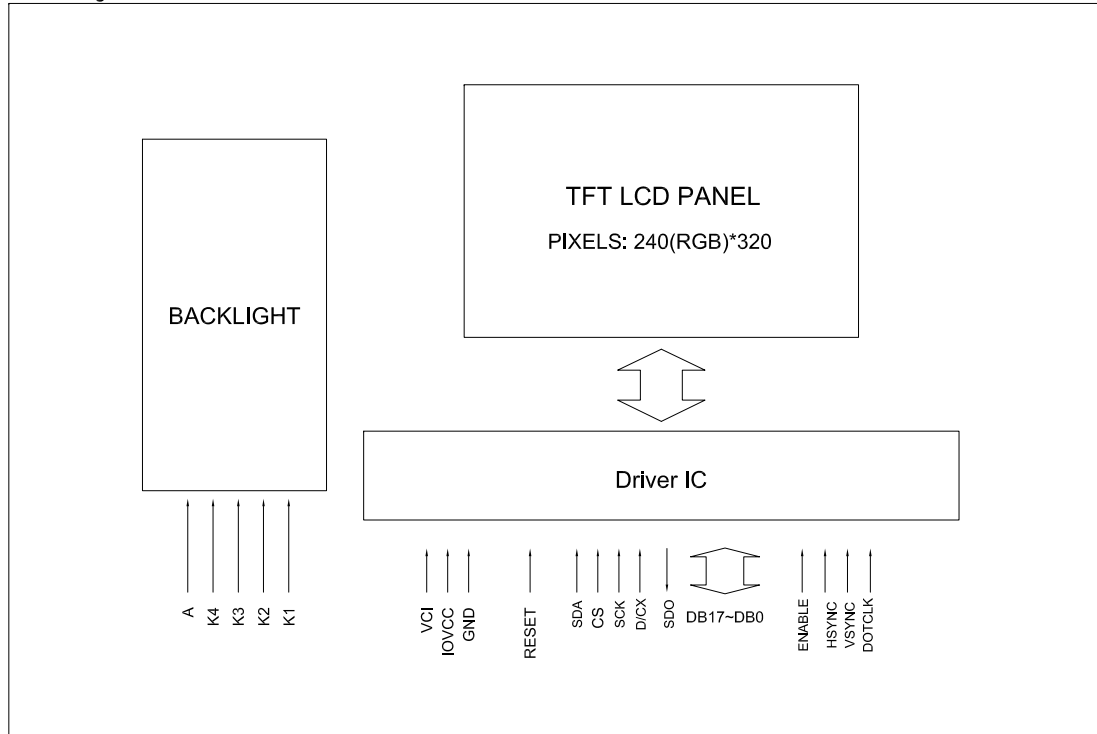 TFT LCD PANEL
PIXELS: 240(RGB)*320
BACKLIGHT
Driver IC
A
K4
K3
K2
K1
VCI
IOVCC
GND
RESET
SDA
CS
SCK
D/CX
SDO
DB17~DB0
ENABLE
HSYNC
VSYNC
DOTCLK